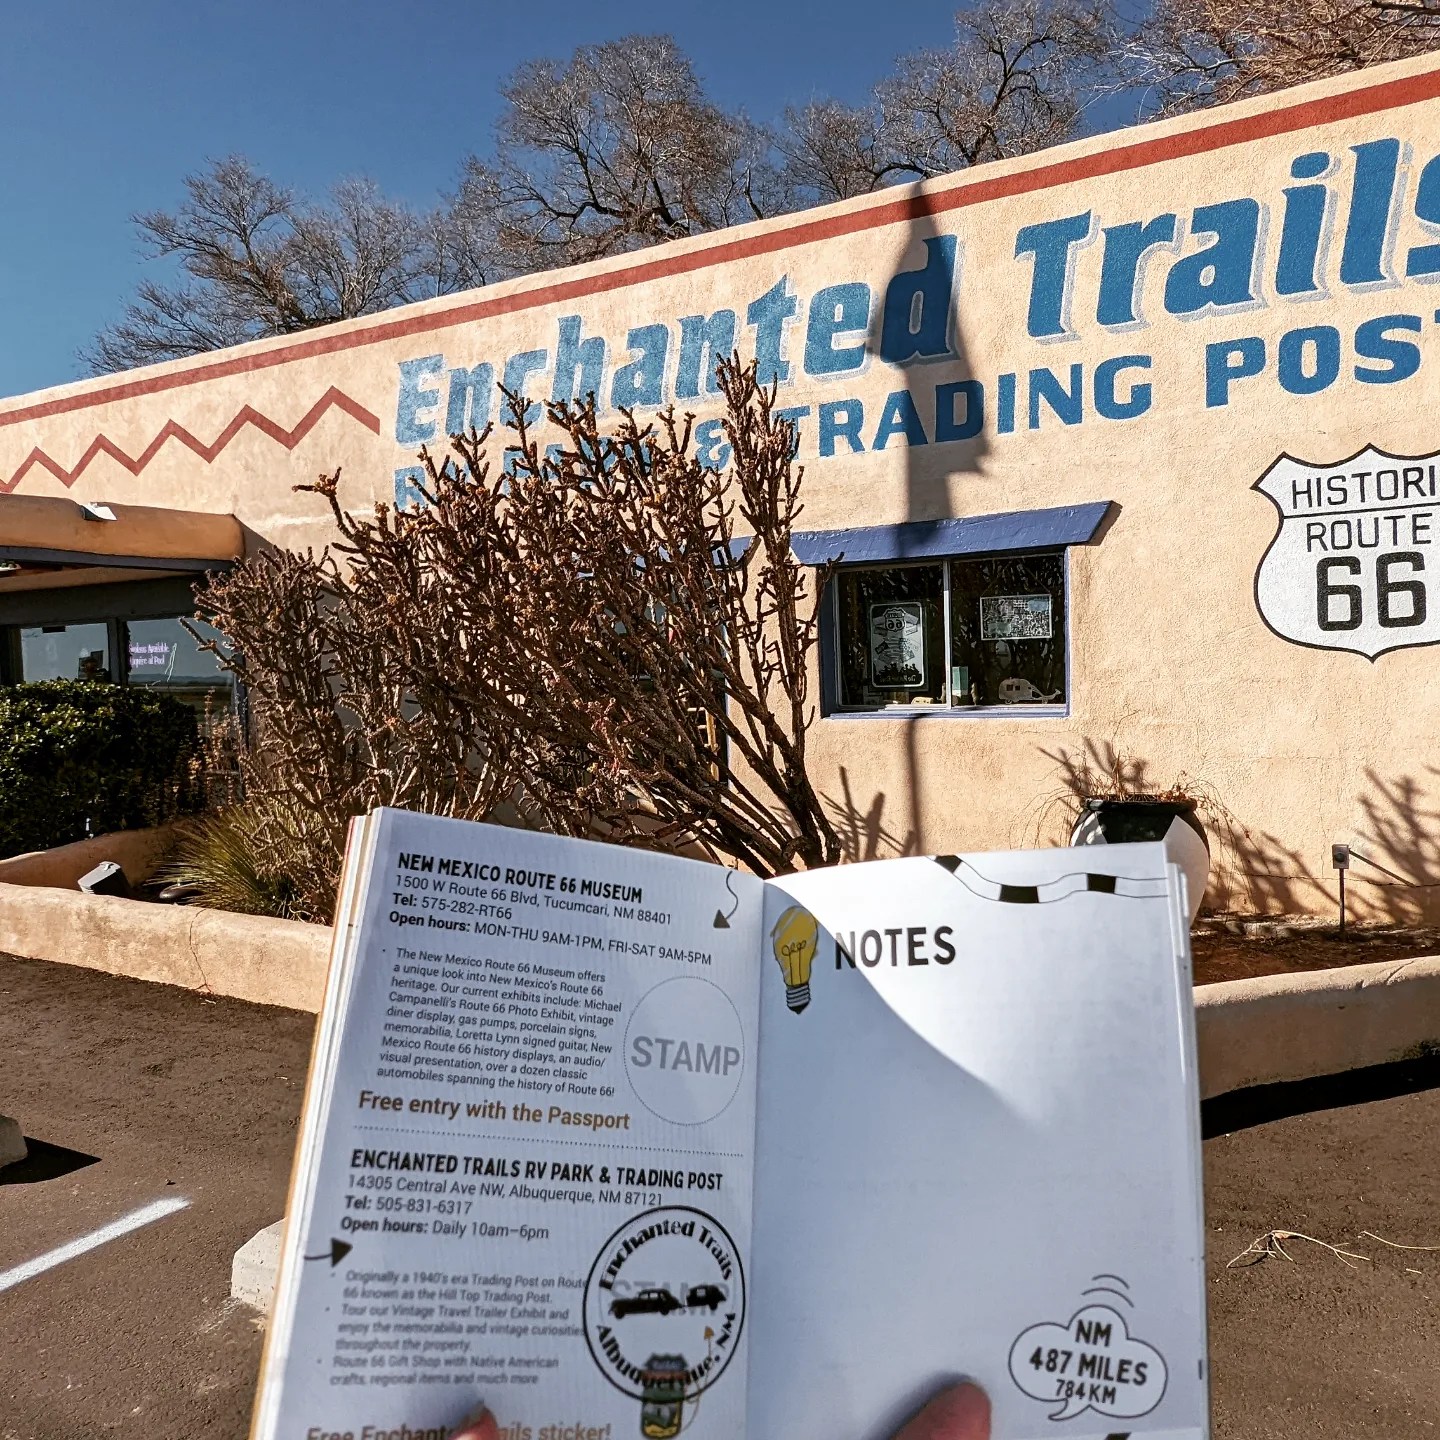 Enchanted Trails
& TRADING POST
HISTORI
ROUTE
66
NEW MEXICO ROUTE 66 MUSEUM
1500 W Route 66 Blvd, Tucumcari, NM 88401
Tel: 575-282-RT66
Open hours: MON-THU 9AM-1PM, FRI-SAT 9AM-5PM
• The New Mexico Route 66 Museum offers
a unique look into New Mexico's Route 66
heritage. Our current exhibits include: Michael
Campanelli's Route 66 Photo Exhibit, vintage
diner display, gas pumps, porcelain signs,
memorabilia, Loretta Lynn signed guitar, New
Mexico Route 66 history displays, an audio/
visual presentation, over a dozen classic
automobiles spanning the history of Route 66!
STAMP
Free entry with the Passport
ENCHANTED TRAILS RV PARK & TRADING POST
14305 Central Ave NW, Albuquerque, NM 87121
Tel: 505-831-6317
Open hours: Daily 10am–6pm
• Originally a 1940's era Trading Post on Route
66 known as the Hill Top Trading Post.
• Tour our Vintage Travel Trailer Exhibit and
enjoy the memorabilia and vintage curiosities
throughout the property.
• Route 66 Gift Shop with Native American
crafts, regional items and much more
STAMP
Enchanted Trails
Albuquerque, NM
Free sticker!
NOTES
NM
487 MILES
784 KM